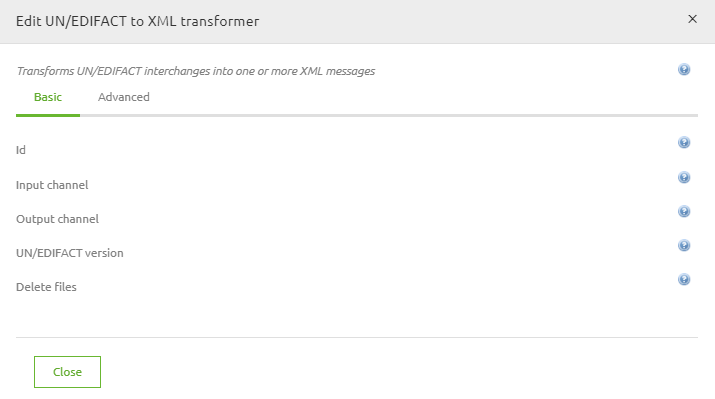 Edit UN/EDIFACT to XML transformer
×
Transforms UN/EDIFACT interchanges into one or more XML messages
?
Basic
Advanced
Id
?
Input channel
?
Output channel
?
UN/EDIFACT version
?
Delete files
?
Close